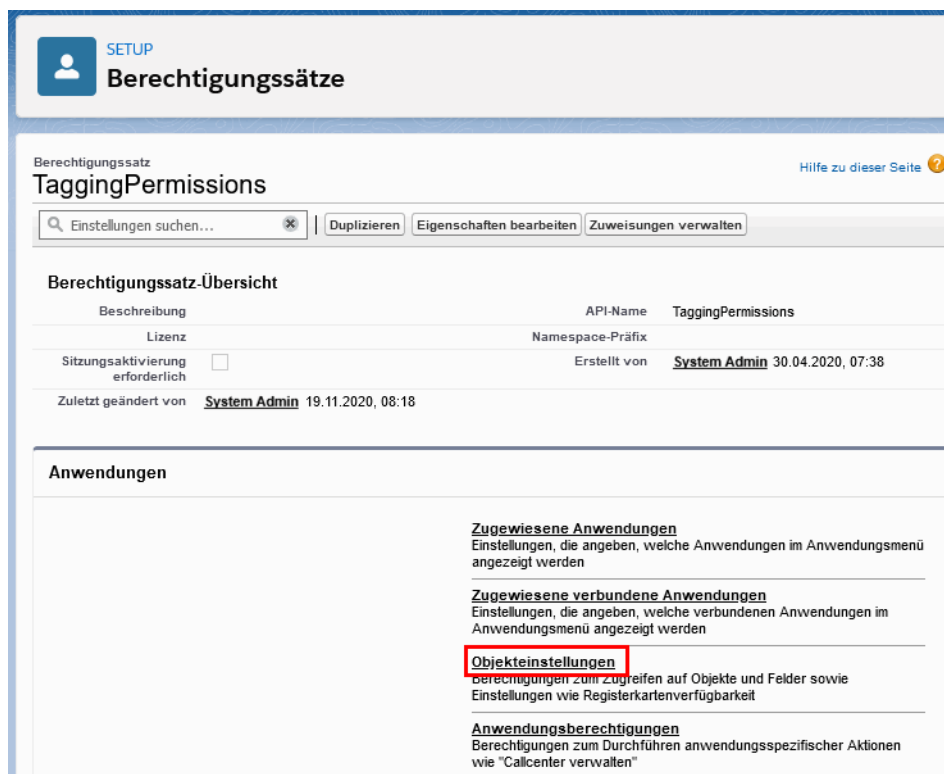 SETUP
Berechtigungssätze
Berechtigungssatz
TaggingPermissions
Hilfe zu dieser Seite ?
Einstellungen suchen...
Duplizieren
Eigenschaften bearbeiten
Zuweisungen verwalten
Berechtigungssatz-Übersicht
Beschreibung
API-Name TaggingPermissions
Lizenz
Namespace-Präfix
Sitzungsaktivierung
erforderlich
Erstellt von System Admin 30.04.2020, 07:38
Zuletzt geändert von System Admin 19.11.2020, 08:18
Anwendungen
Zugewiesene Anwendungen
Einstellungen, die angeben, welche Anwendungen im Anwendungsmenü
angezeigt werden
Zugewiesene verbundene Anwendungen
Einstellungen, die angeben, welche verbundenen Anwendungen im
Anwendungsmenü angezeigt werden
Objekteinstellungen
Berechtigungen zum Zugreifen auf Objekte und Felder sowie
Einstellungen wie Registerkartenverfügbarkeit
Anwendungsberechtigungen
Berechtigungen zum Durchführen anwendungsspezifischer Aktionen
wie "Callcenter verwalten"